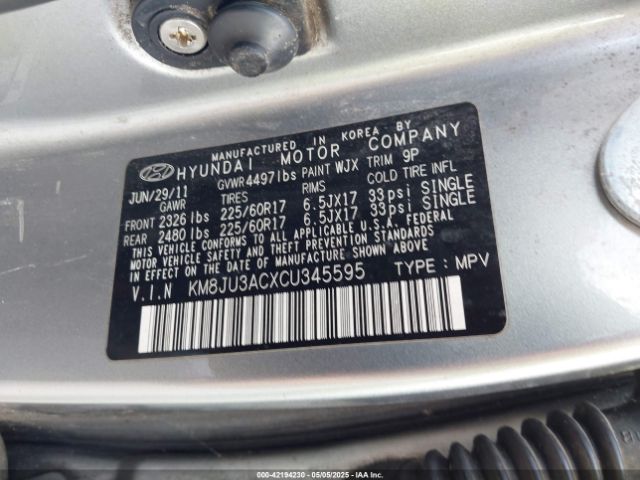 MANUFACTURED IN KOREA BY
HYUNDAI MOTOR COMPANY
JUN/29/11 GVWR 4497 lbs PAINT WJX TRIM 9P
GAWR TIRES RIMS COLD TIRE INFL
FRONT 2326 lbs 225/60R17 6.5JX17 33 psi SINGLE
REAR 2480 lbs 225/60R17 6.5JX17 33 psi SINGLE
THIS VEHICLE CONFORMS TO ALL APPLICABLE U.S.A FEDERAL
MOTOR VEHICLE SAFETY AND THEFT PREVENTION STANDARDS
IN EFFECT ON THE DATE OF MANUFACTURE SHOWN ABOVE.
V.I.N KM8JU3ACXCU345595 TYPE : MPV
000-42194230 - 05/05/2025 - IAA Inc.